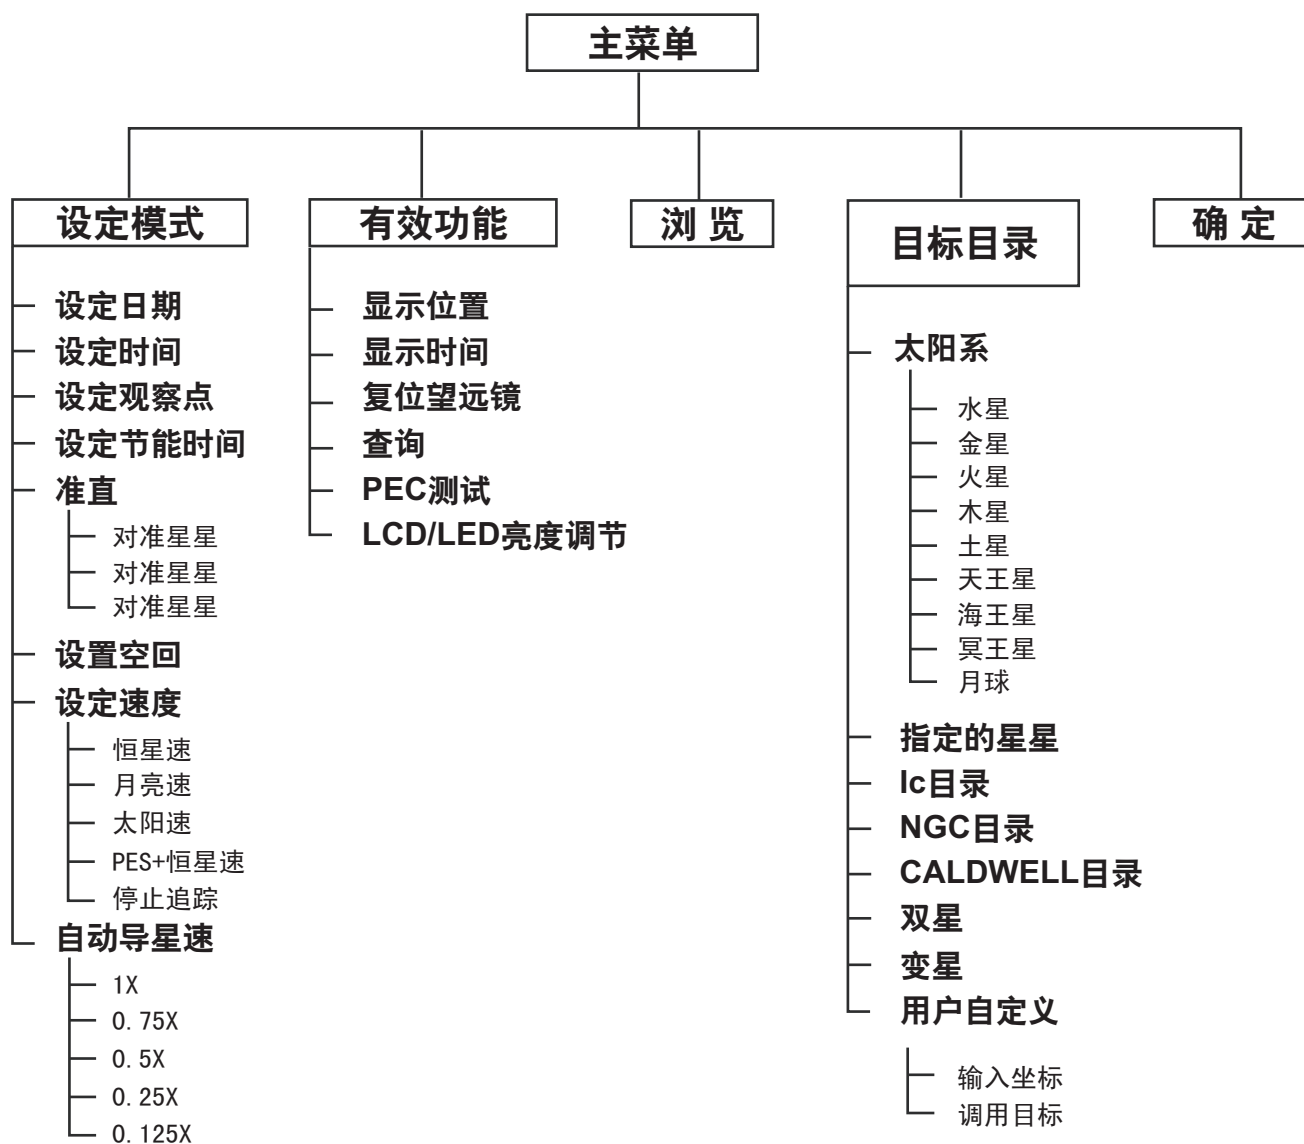 主菜单
设定模式
设定日期
设定时间
设定观察点
设定节能时间
准直
对准星星
对准星星
对准星星
设置空回
设定速度
恒星速
月亮速
太阳速
PES+恒星速
停止追踪
自动导星速
1X
0.75X
0.5X
0.25X
0.125X
有效功能
显示位置
显示时间
复位望远镜
查询
PEC测试
LCD/LED亮度调节
浏 览
目标目录
太阳系
水星
金星
火星
木星
土星
天王星
海王星
冥王星
月球
指定的星星
Ic目录
NGC目录
CALDWELL目录
双星
变星
用户自定义
输入坐标
调用目标
确 定